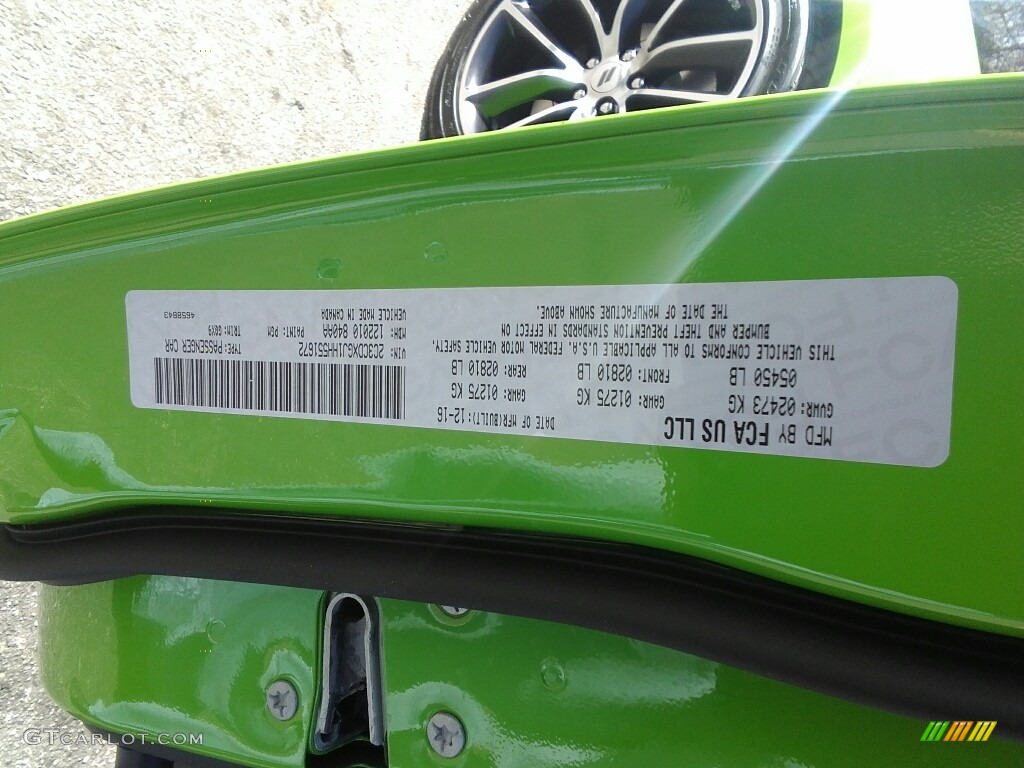 MFD BY FCA US LLC
DATE OF MFR(BUILT): 12-16
GVWR: 02473 KG
GAWR: 01275 KG
GAWR: 01275 KG
05450 LB
FRONT: 02810 LB
REAR: 02810 LB
THIS VEHICLE CONFORMS TO ALL APPLICABLE U.S.A. FEDERAL MOTOR VEHICLE SAFETY,
BUMPER AND THEFT PREVENTION STANDARDS IN EFFECT ON
THE DATE OF MANUFACTURE SHOWN ABOVE.
VIN: 2C3CDXGJ1HH551672
TYPE: PASSENGER CAR
MDH: 122010 840AA
PAINT: PCM
TRIM: GBX9
VEHICLE MADE IN CANADA
4658843
GTCARLOT.COM